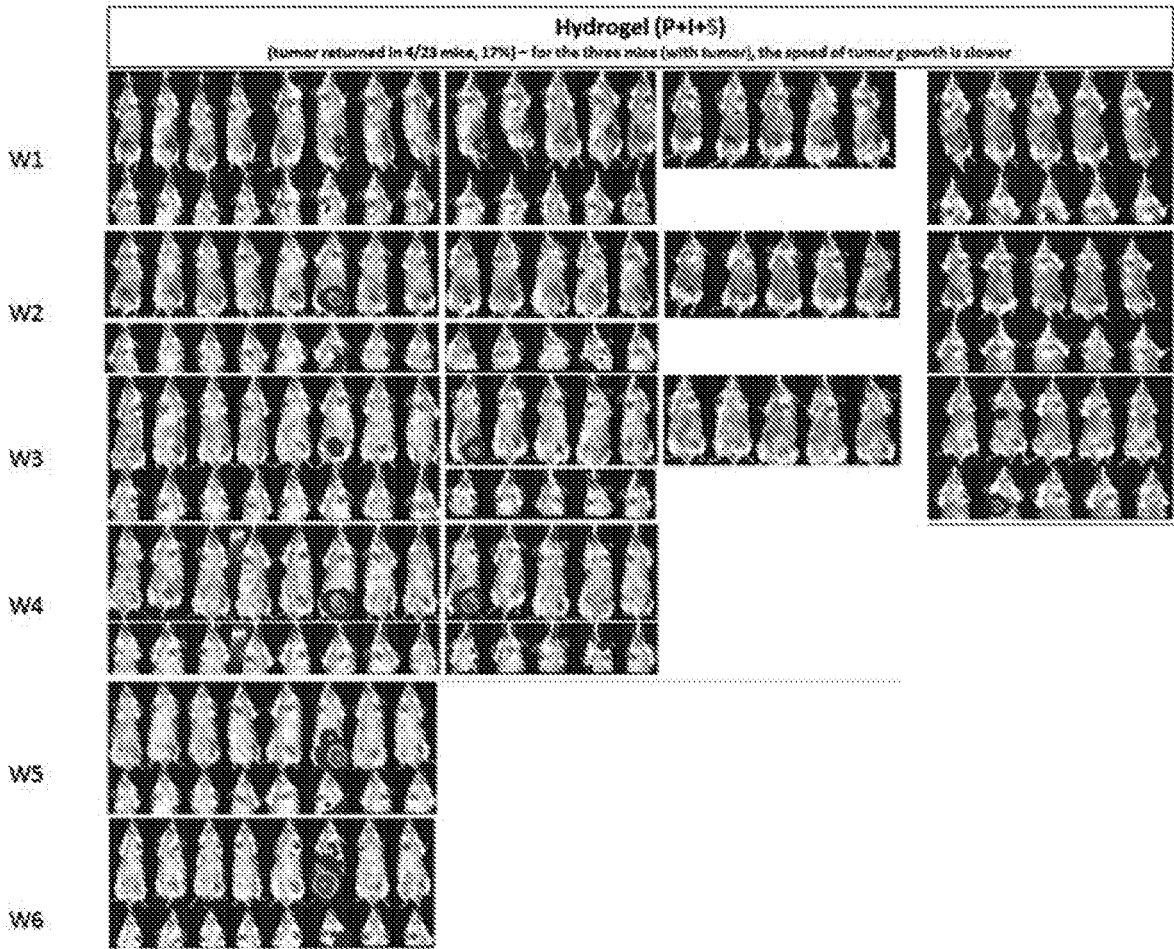 Hydrogel (P+I+S)
(tumor returned in 4/23 mice, 17%) – for the three mice (with tumor), the speed of tumor growth is slower
W1
W2
W3
W4
W5
W6